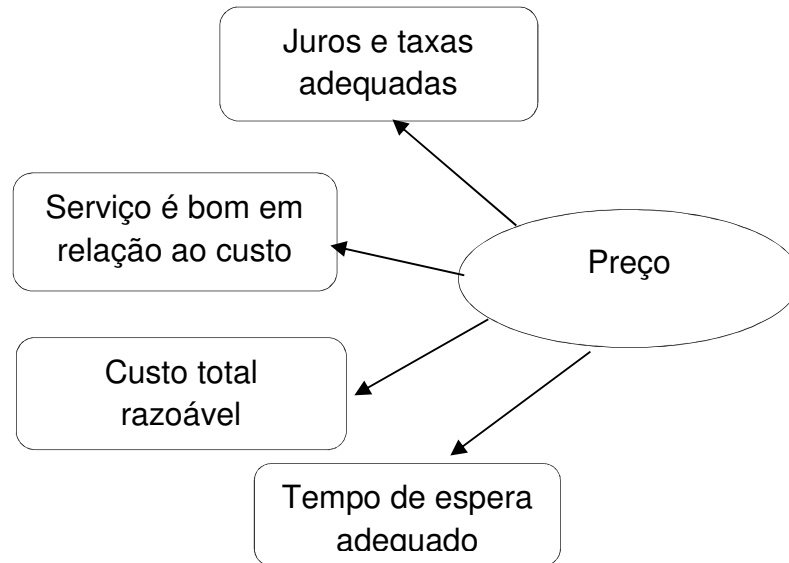 Juros e taxas
adequadas
Serviço é bom em
relação ao custo
Preço
Custo total
razoável
Tempo de espera
adequado